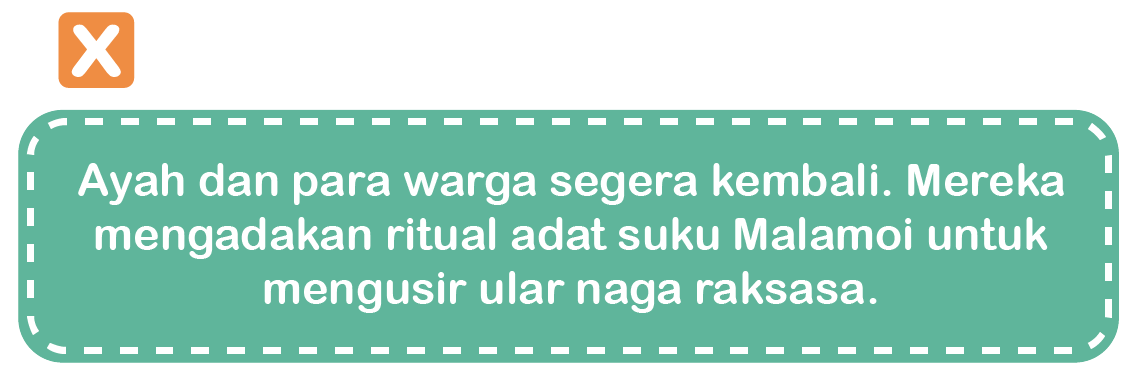 X
Ayah dan para warga segera kembali. Mereka
mengadakan ritual adat suku Malamoi untuk
mengusir ular naga raksasa.